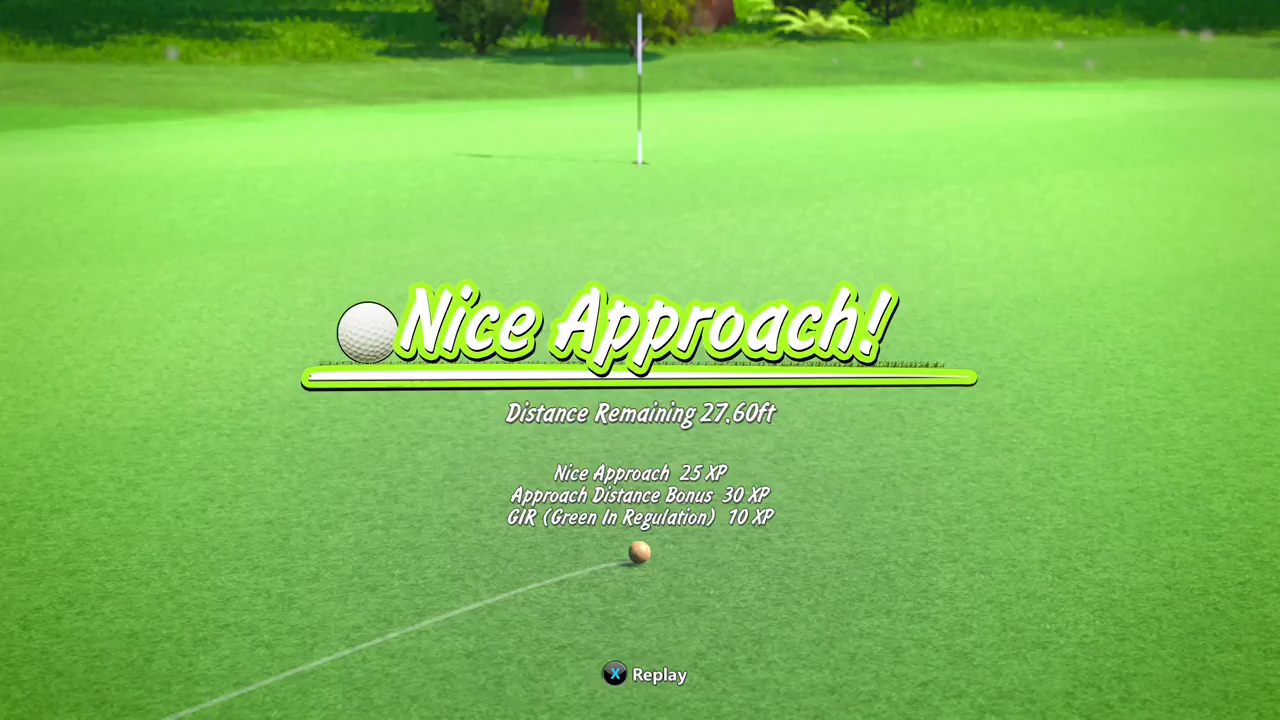 Nice Approach!
Distance Remaining 27.60ft
Nice Approach 25 XP
Approach Distance Bonus 30 XP
GIR (Green In Regulation) 10 XP
X Replay